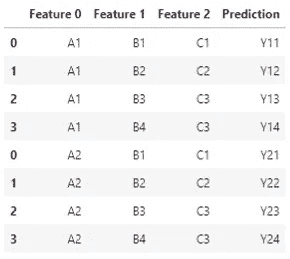 Feature 0 Feature 1 Feature 2 Prediction
0 A1 B1 C1 Y11
1 A1 B2 C2 Y12
2 A1 B3 C3 Y13
3 A1 B4 C3 Y14
0 A2 B1 C1 Y21
1 A2 B2 C2 Y22
2 A2 B3 C3 Y23
3 A2 B4 C3 Y24